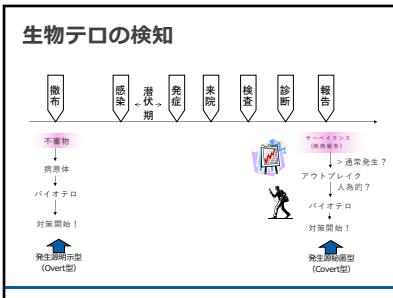 生物テロの検知
撒布
感染
潜伏期
発症
来院
検査
診断
報告
不審物
病原体
バイオテロ
対策開始！
発生源明示型
(Overt型)
サーベイランス
(疾病報告)
>通常発生？
アウトブレイク
人為的？
バイオテロ
対策開始！
発生源秘匿型
(Covert型)